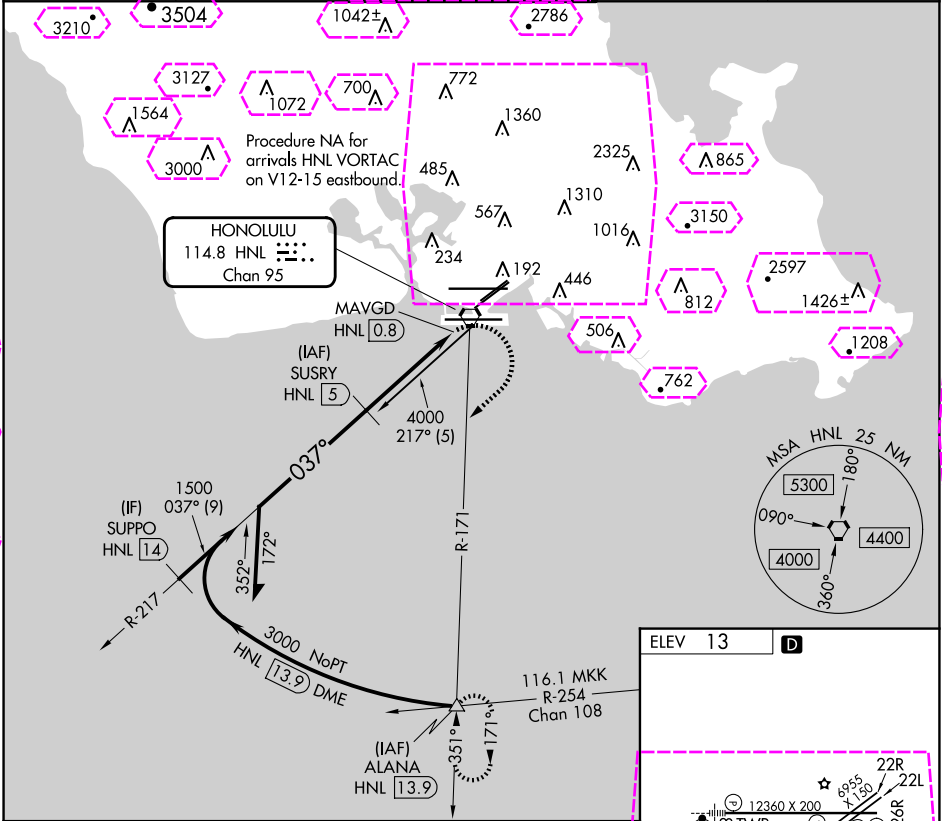 3210
3504
1042±
2786
3127
1072
700
772
1564
1360
3000
Procedure NA for
arrivals HNL VORTAC
on V12-15 eastbound.
485
2325
865
567
1310
3150
1016
234
HONOLULU
114.8 HNL
Chan 95
192
446
812
2597
1426±
MAVGD
HNL 0.8
506
1208
762
(IAF)
SUSRY
HNL 5
4000
217° (5)
037°
MSA HNL 25 NM
5300
180°
090°
4400
4000
360°
1500
037° (9)
(IF)
SUPPO
HNL 14
R-171
352°
172°
R-217
3000 NoPT
HNL 13.9 DME
116.1 MKK
R-254
Chan 108
(IAF)
ALANA
HNL 13.9
351°
171°
ELEV 13
D
22R
22L
6955
X 150
P
12360 X 200
26R
TWR